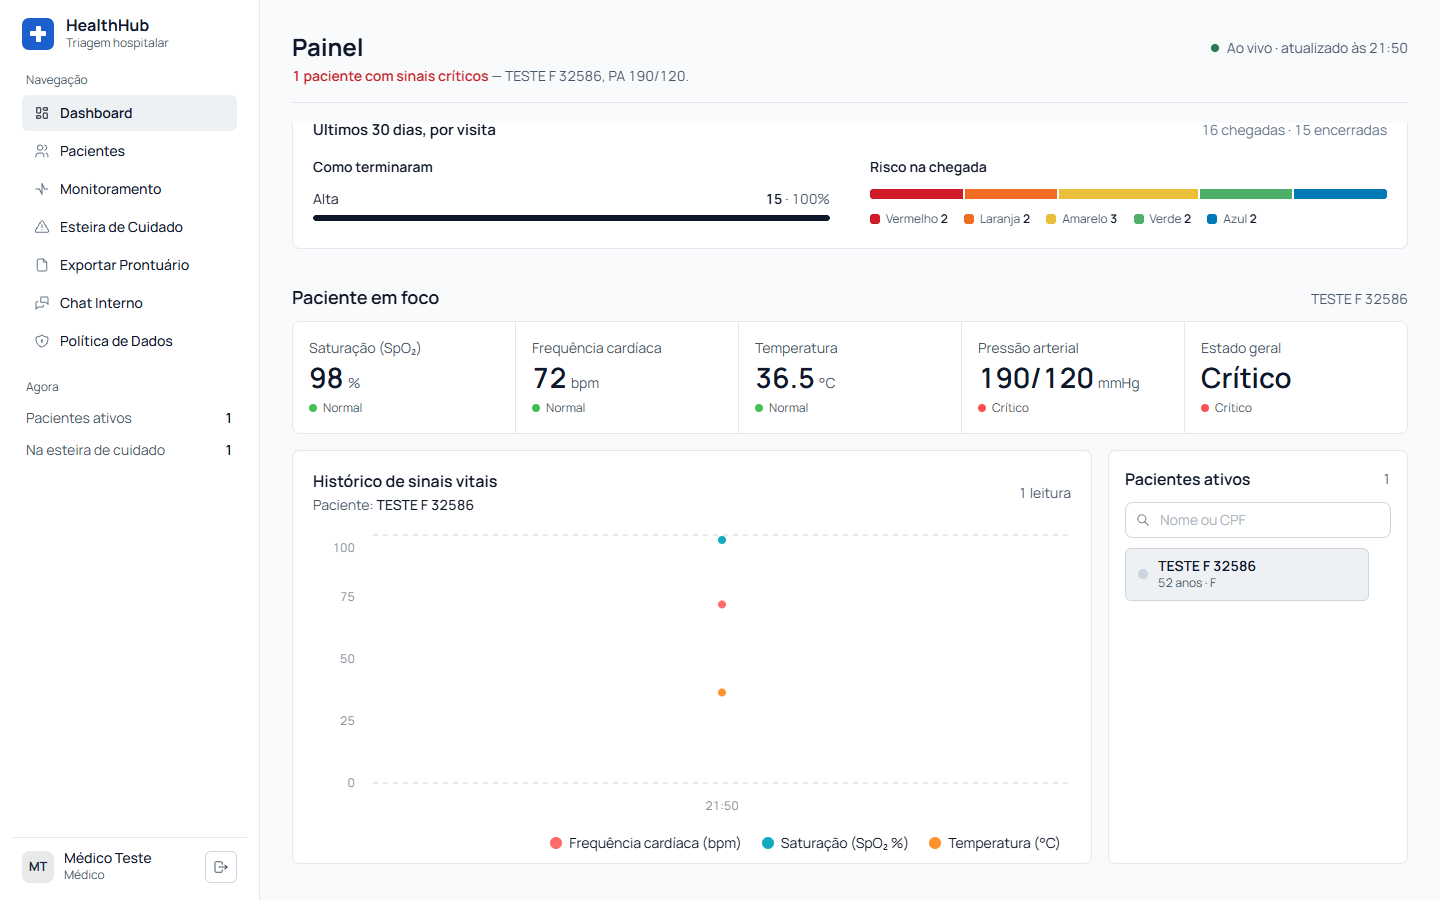 HealthHub
Triagem hospitalar
Navegação
Dashboard
Pacientes
Monitoramento
Esteira de Cuidado
Exportar Prontuário
Chat Interno
Política de Dados
Agora
Pacientes ativos 1
Na esteira de cuidado 1
MT
Médico Teste
Médico
Painel
Ao vivo · atualizado às 21:50
1 paciente com sinais críticos — TESTE F 32586, PA 190/120.
Últimos 30 dias, por visita
16 chegadas · 15 encerradas
Como terminaram
Alta 15 · 100%
Risco na chegada
Vermelho 2 Laranja 2 Amarelo 3 Verde 2 Azul 2
Paciente em foco
TESTE F 32586
Saturação (SpO₂)
98 %
Normal
Frequência cardíaca
72 bpm
Normal
Temperatura
36.5 °C
Normal
Pressão arterial
190/120 mmHg
Crítico
Estado geral
Crítico
Crítico
Histórico de sinais vitais
Paciente: TESTE F 32586
1 leitura
100
75
50
25
0
21:50
Frequência cardíaca (bpm) Saturação (SpO₂ %) Temperatura (°C)
Pacientes ativos 1
Nome ou CPF
TESTE F 32586
52 anos · F